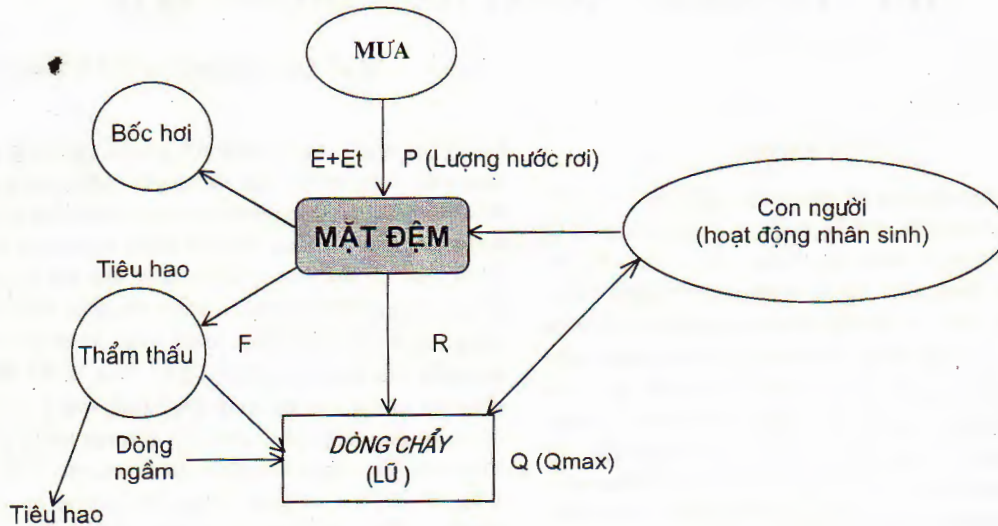 MƯA
Bốc hơi
E+Et
P (Lượng nước rơi)
MẶT ĐỆM
Con người
(hoạt động nhân sinh)
Tiêu hao
Thẩm thấu
F
R
Dòng
ngầm
DÒNG CHẨY
(LŨ )
Q (Qmax)
Tiêu hao